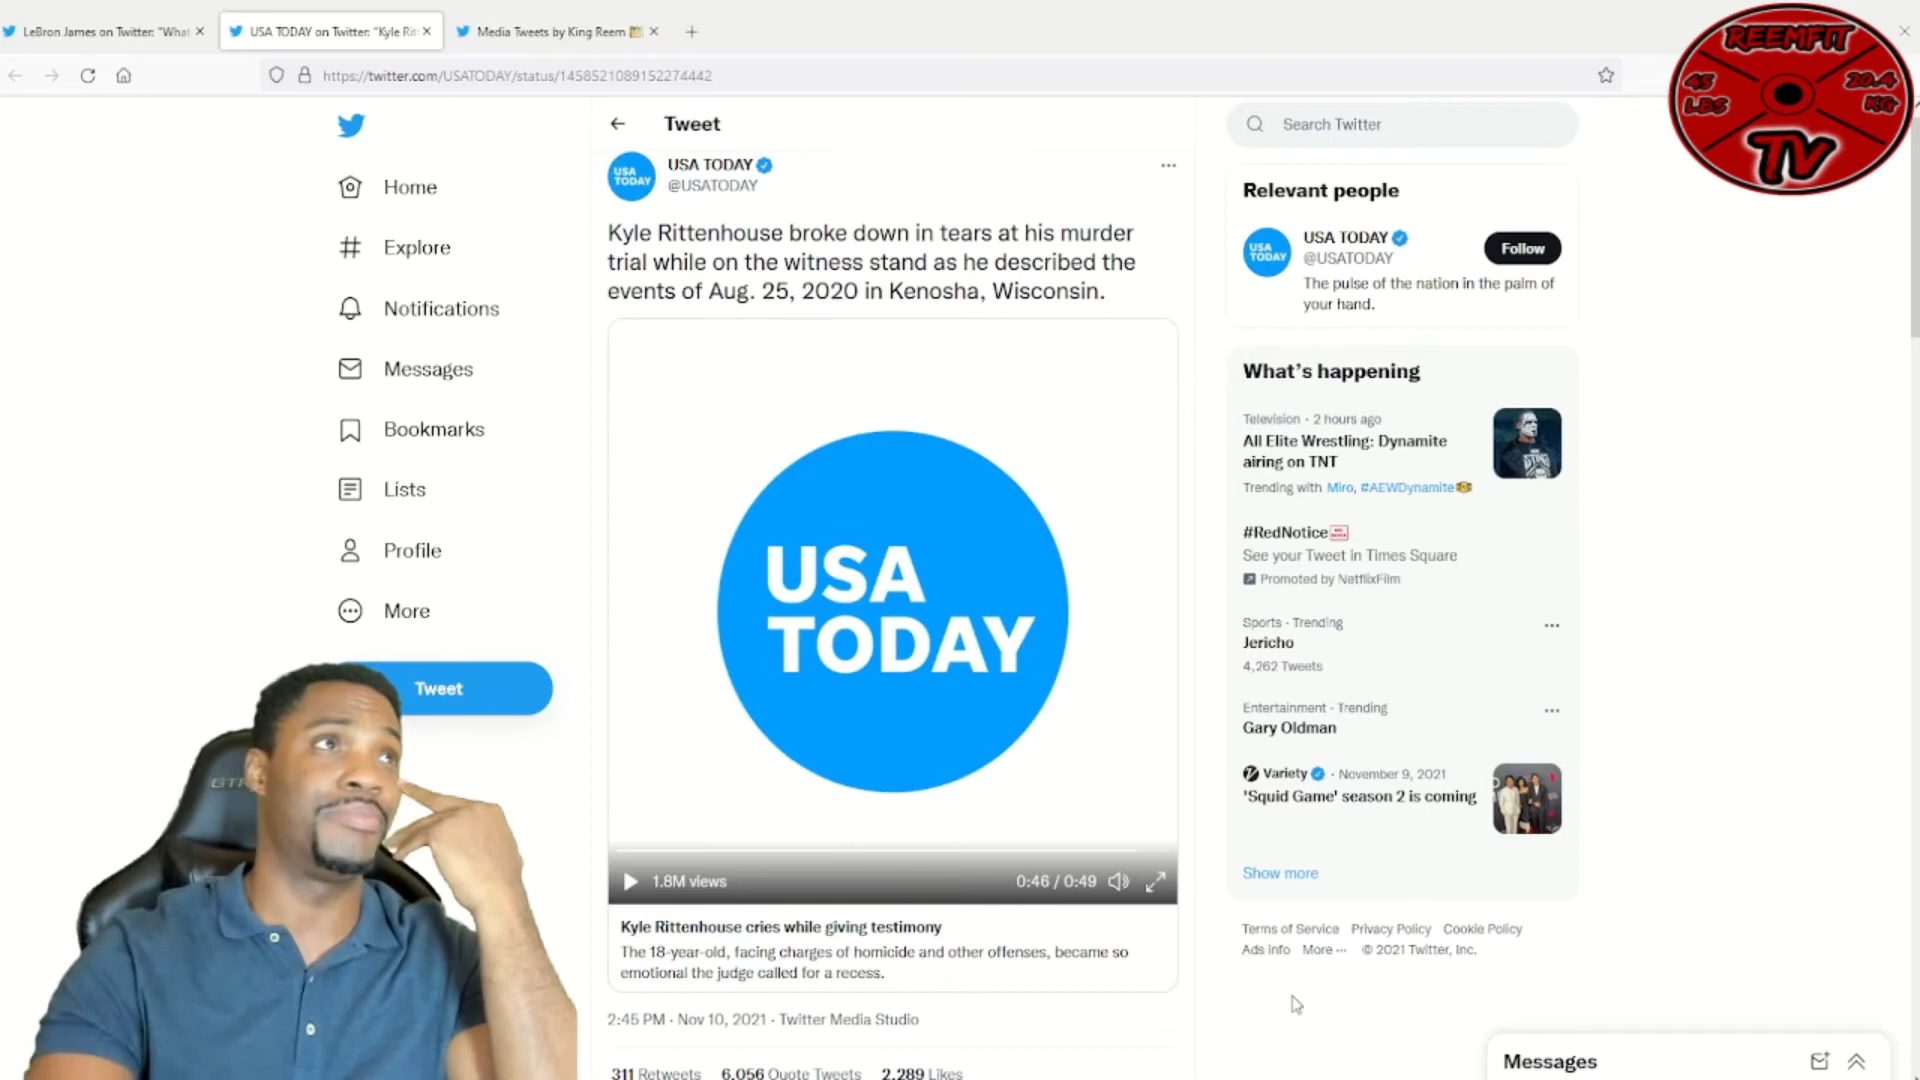 LeBron James on Twitter: "What
USA TODAY on Twitter: "Kyle Rit
Media Tweets by King Reem
https://twitter.com/USATODAY/status/1458521089152274442
REEMFIT
45 LBS
20.4 KG
TV
Home
Explore
Notifications
Messages
Bookmarks
Lists
Profile
More
Tweet
GTR
Tweet
USA TODAY
USA TODAY
@USATODAY
Kyle Rittenhouse broke down in tears at his murder
trial while on the witness stand as he described the
events of Aug. 25, 2020 in Kenosha, Wisconsin.
USA
TODAY
1.8M views
0:46 / 0:49
Kyle Rittenhouse cries while giving testimony
The 18-year-old, facing charges of homicide and other offenses, became so
emotional the judge called for a recess.
2:45 PM · Nov 10, 2021 · Twitter Media Studio
311 Retweets 6,056 Quote Tweets 2,289 Likes
Search Twitter
Relevant people
USA TODAY
USA TODAY
@USATODAY
Follow
The pulse of the nation in the palm of
your hand.
What's happening
Television · 2 hours ago
All Elite Wrestling: Dynamite
airing on TNT
Trending with Miro, #AEWDynamite
#RedNotice
See your Tweet in Times Square
Promoted by NetflixFilm
Sports · Trending
Jericho
4,262 Tweets
Entertainment · Trending
Gary Oldman
Variety · November 9, 2021
'Squid Game' season 2 is coming
Show more
Terms of Service Privacy Policy Cookie Policy
Ads info More ··· © 2021 Twitter, Inc.
Messages